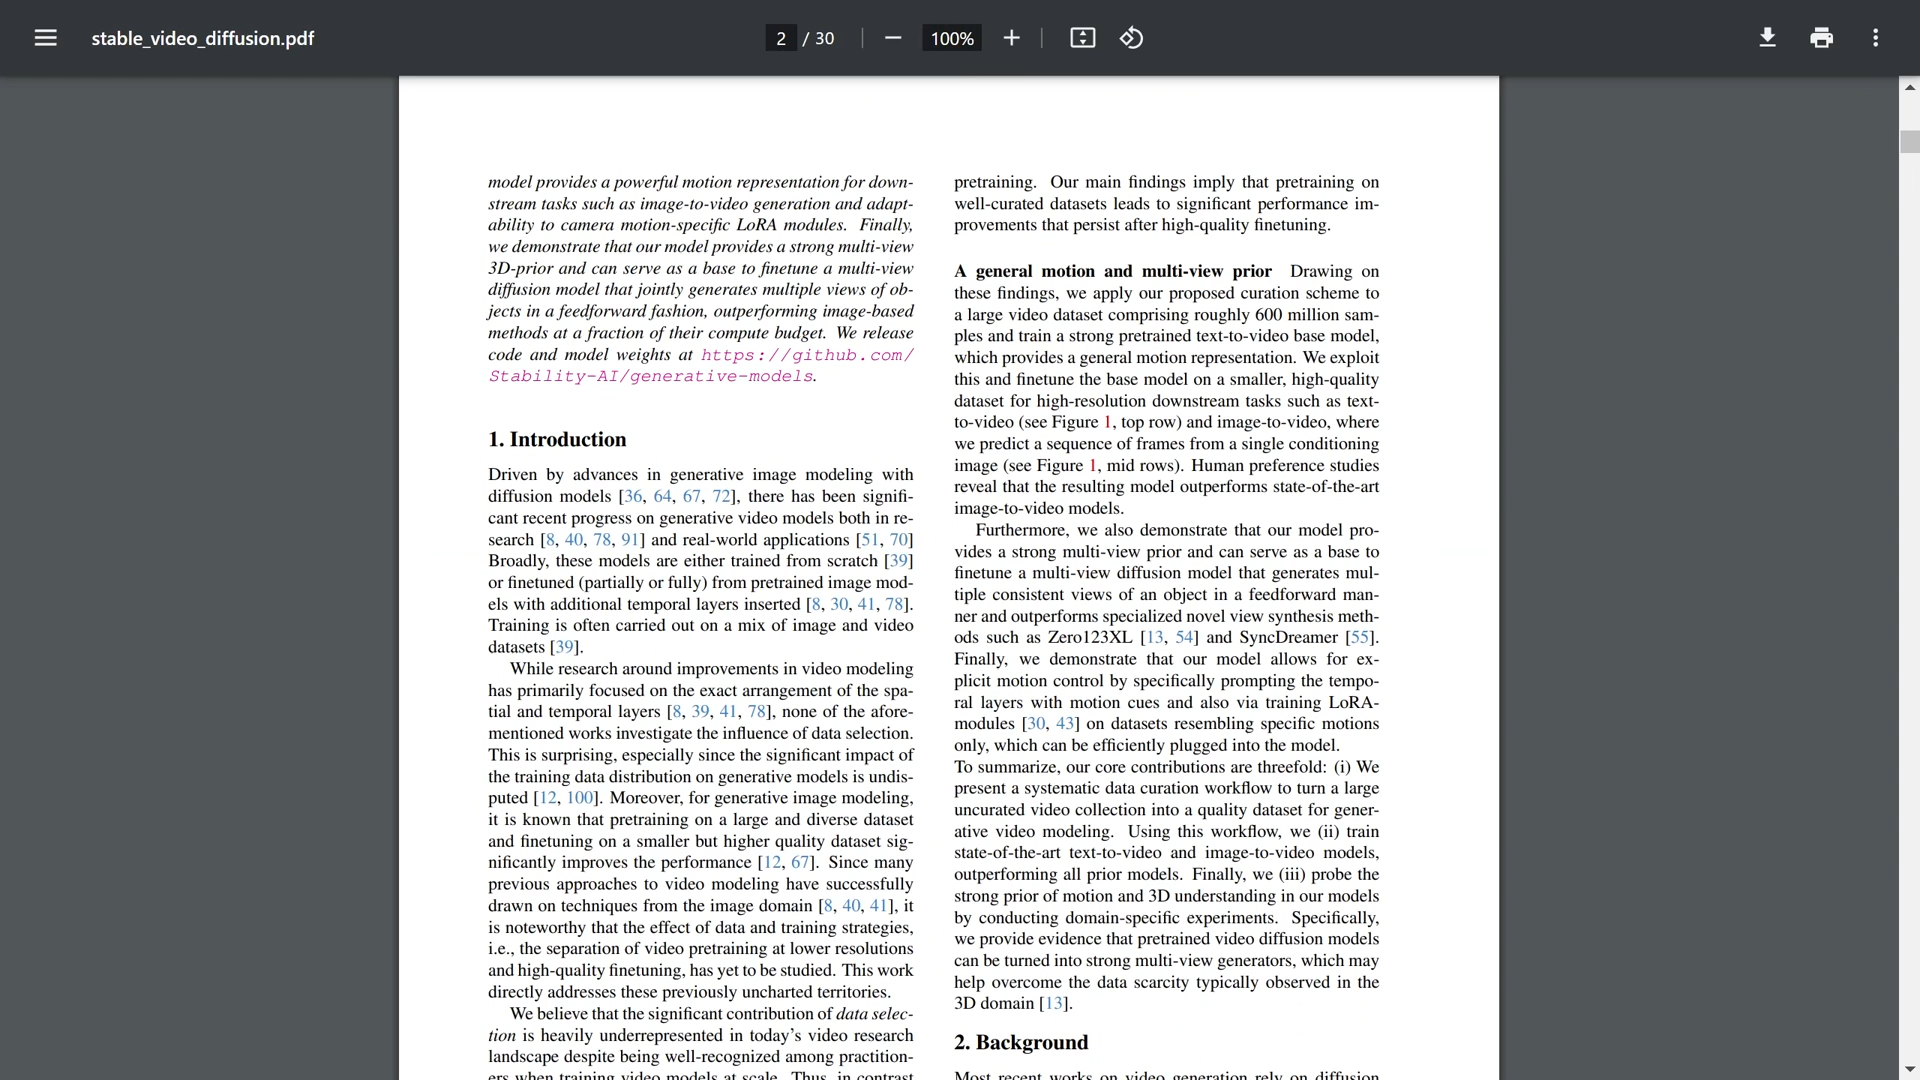 stable_video_diffusion.pdf
2 / 30
100%
model provides a powerful motion representation for down-
stream tasks such as image-to-video generation and adapt-
ability to camera motion-specific LoRA modules. Finally,
we demonstrate that our model provides a strong multi-view
3D-prior and can serve as a base to finetune a multi-view
diffusion model that jointly generates multiple views of ob-
jects in a feedforward fashion, outperforming image-based
methods at a fraction of their compute budget. We release
code and model weights at https://github.com/
Stability-AI/generative-models.
1. Introduction
Driven by advances in generative image modeling with
diffusion models [36, 64, 67, 72], there has been signifi-
cant recent progress on generative video models both in re-
search [8, 40, 78, 91] and real-world applications [51, 70]
Broadly, these models are either trained from scratch [39]
or finetuned (partially or fully) from pretrained image mod-
els with additional temporal layers inserted [8, 30, 41, 78].
Training is often carried out on a mix of image and video
datasets [39].
While research around improvements in video modeling
has primarily focused on the exact arrangement of the spa-
tial and temporal layers [8, 39, 41, 78], none of the afore-
mentioned works investigate the influence of data selection.
This is surprising, especially since the significant impact of
the training data distribution on generative models is undis-
puted [12, 100]. Moreover, for generative image modeling,
it is known that pretraining on a large and diverse dataset
and finetuning on a smaller but higher quality dataset sig-
nificantly improves the performance [12, 67]. Since many
previous approaches to video modeling have successfully
drawn on techniques from the image domain [8, 40, 41], it
is noteworthy that the effect of data and training strategies,
i.e., the separation of video pretraining at lower resolutions
and high-quality finetuning, has yet to be studied. This work
directly addresses these previously uncharted territories.
We believe that the significant contribution of data selec-
tion is heavily underrepresented in today's video research
landscape despite being well-recognized among practition-
ers when training video models at scale. Thus, in contrast
pretraining. Our main findings imply that pretraining on
well-curated datasets leads to significant performance im-
provements that persist after high-quality finetuning.
A general motion and multi-view prior Drawing on
these findings, we apply our proposed curation scheme to
a large video dataset comprising roughly 600 million sam-
ples and train a strong pretrained text-to-video base model,
which provides a general motion representation. We exploit
this and finetune the base model on a smaller, high-quality
dataset for high-resolution downstream tasks such as text-
to-video (see Figure 1, top row) and image-to-video, where
we predict a sequence of frames from a single conditioning
image (see Figure 1, mid rows). Human preference studies
reveal that the resulting model outperforms state-of-the-art
image-to-video models.
Furthermore, we also demonstrate that our model pro-
vides a strong multi-view prior and can serve as a base to
finetune a multi-view diffusion model that generates mul-
tiple consistent views of an object in a feedforward man-
ner and outperforms specialized novel view synthesis meth-
ods such as Zero123XL [13, 54] and SyncDreamer [55].
Finally, we demonstrate that our model allows for ex-
plicit motion control by specifically prompting the tempo-
ral layers with motion cues and also via training LoRA-
modules [30, 43] on datasets resembling specific motions
only, which can be efficiently plugged into the model.
To summarize, our core contributions are threefold: (i) We
present a systematic data curation workflow to turn a large
uncurated video collection into a quality dataset for gener-
ative video modeling. Using this workflow, we (ii) train
state-of-the-art text-to-video and image-to-video models,
outperforming all prior models. Finally, we (iii) probe the
strong prior of motion and 3D understanding in our models
by conducting domain-specific experiments. Specifically,
we provide evidence that pretrained video diffusion models
can be turned into strong multi-view generators, which may
help overcome the data scarcity typically observed in the
3D domain [13].
2. Background
Most recent works on video generation rely on diffusion